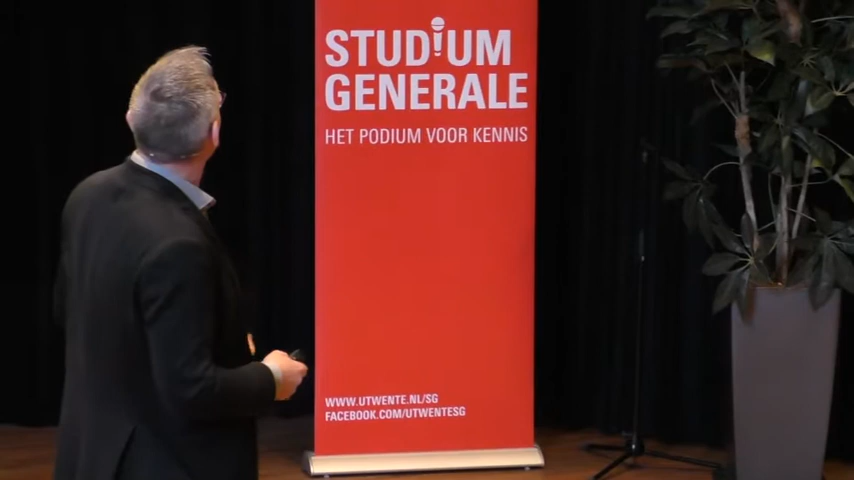 STUDIUM
GENERALE
HET PODIUM VOOR KENNIS
WWW.UTWENTE.NL/SG
FACEBOOK.COM/UTWENTESG